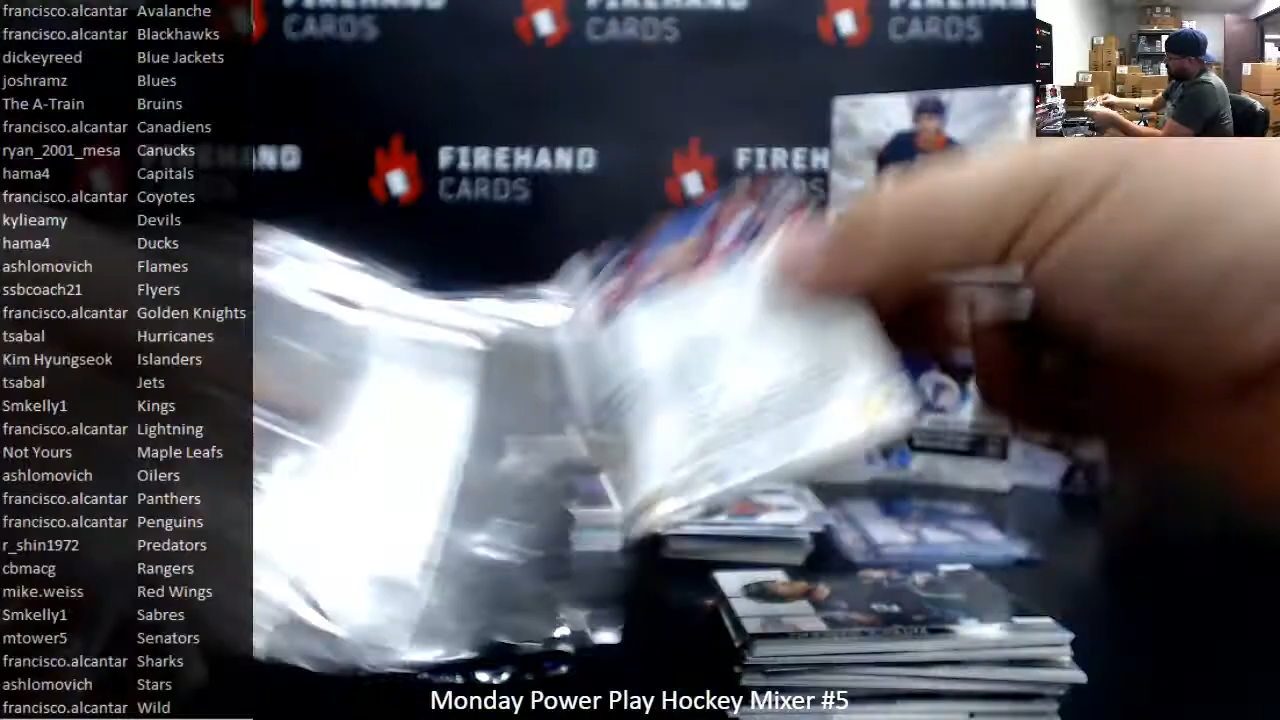 francisco.alcantar Avalanche
francisco.alcantar Blackhawks
dickeyreed Blue Jackets
joshramz Blues
The A-Train Bruins
francisco.alcantar Canadiens
ryan_2001_mesa Canucks
hama4 Capitals
francisco.alcantar Coyotes
kylieamy Devils
hama4 Ducks
ashlomovich Flames
ssbcoach21 Flyers
francisco.alcantar Golden Knights
tsabal Hurricanes
Kim Hyungseok Islanders
tsabal Jets
Smkelly1 Kings
francisco.alcantar Lightning
Not Yours Maple Leafs
ashlomovich Oilers
francisco.alcantar Panthers
francisco.alcantar Penguins
r_shin1972 Predators
cbmacg Rangers
mike.weiss Red Wings
Smkelly1 Sabres
mtower5 Senators
francisco.alcantar Sharks
ashlomovich Stars
francisco.alcantar Wild
CARDS
CARDS
CARDS
FIREHAND
CARDS
FIREH
Monday Power Play Hockey Mixer #5